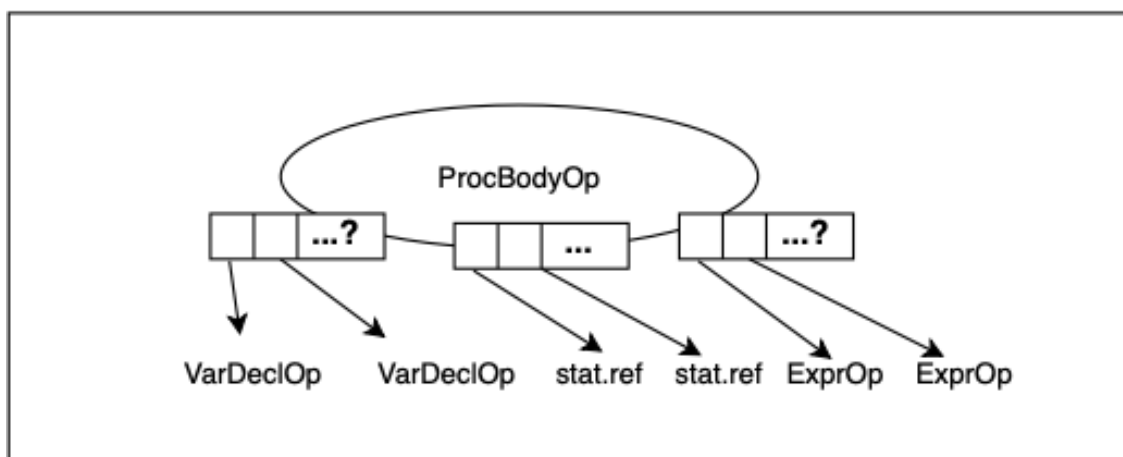 ProcBodyOp
...? ... ...?
VarDeclOp VarDeclOp stat.ref stat.ref ExprOp ExprOp